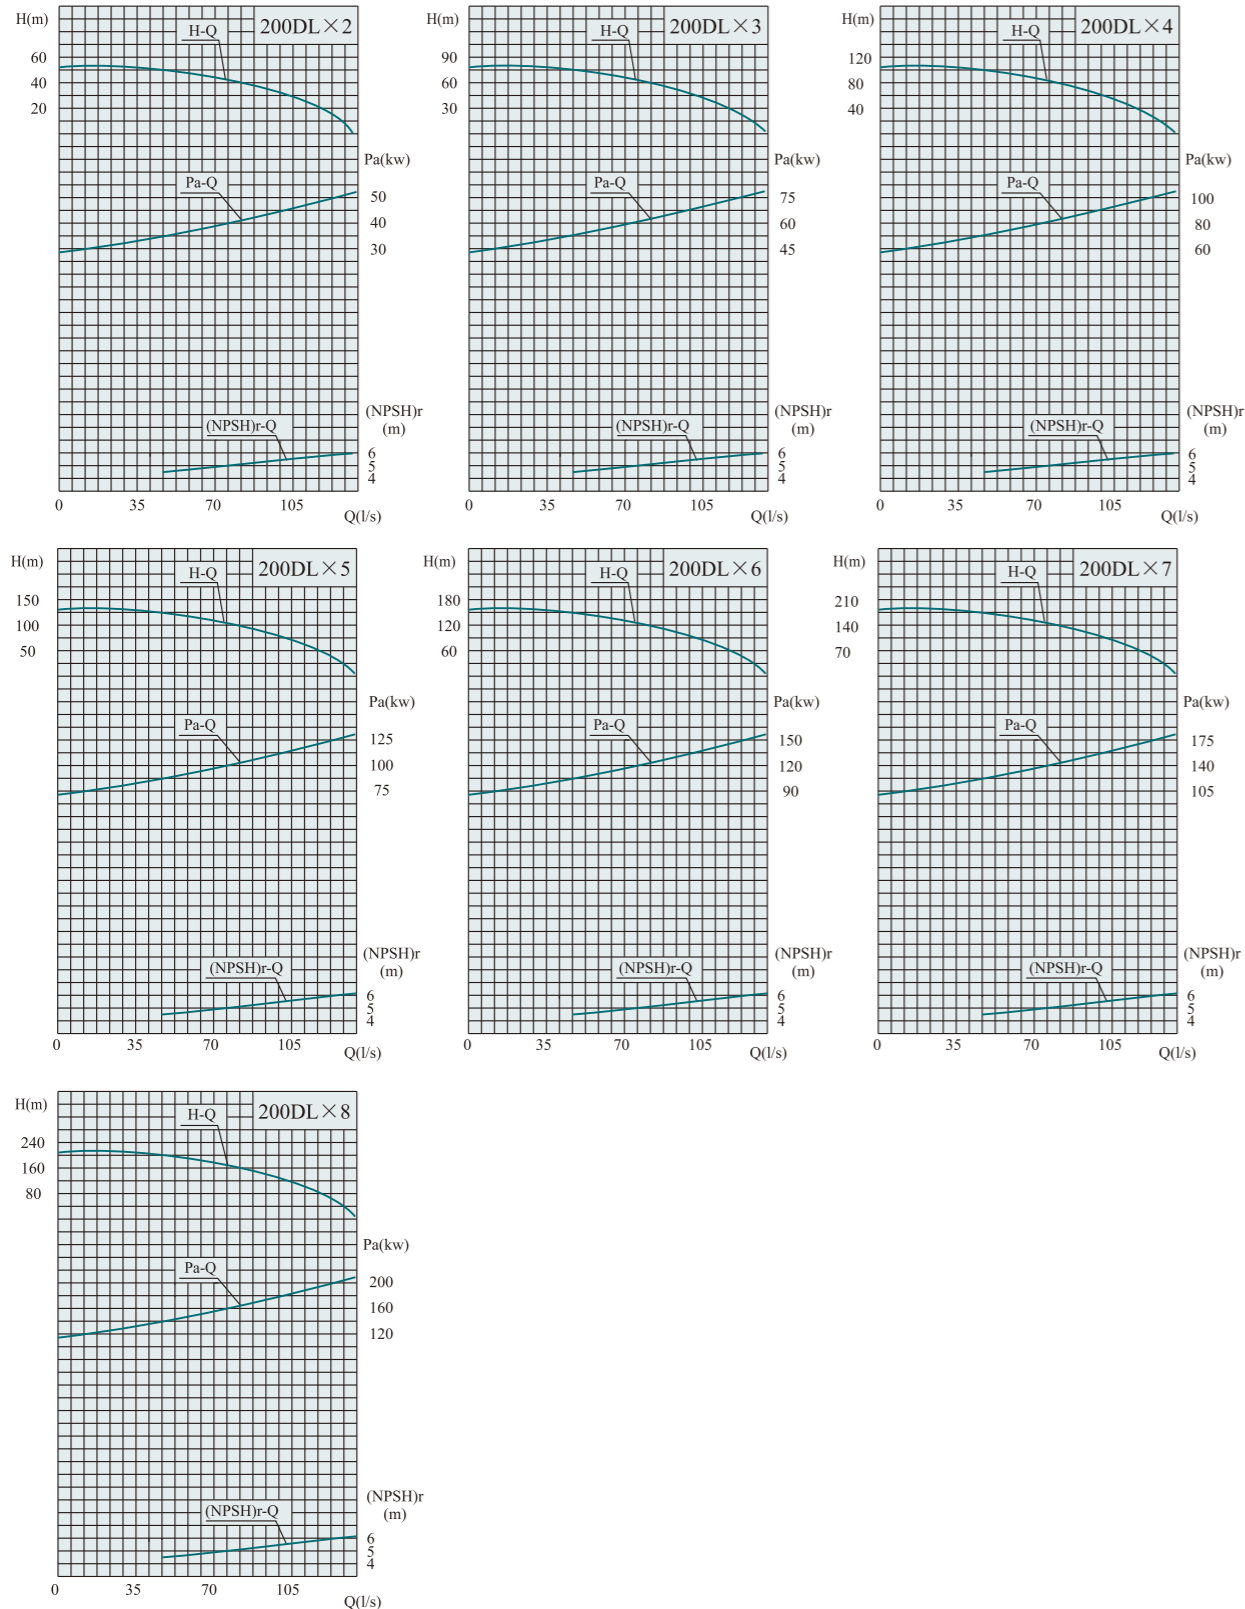 H(m)
200DL×2
H-Q
60
40
20
Pa(kw)
Pa-Q
50
40
30
(NPSH)r
(m)
(NPSH)r-Q
6
5
4
0 35 70 105
Q(l/s)
H(m)
200DL×3
H-Q
90
60
30
Pa(kw)
Pa-Q
75
60
45
(NPSH)r
(m)
(NPSH)r-Q
6
5
4
0 35 70 105
Q(l/s)
H(m)
200DL×4
H-Q
120
80
40
Pa(kw)
Pa-Q
100
80
60
(NPSH)r
(m)
(NPSH)r-Q
6
5
4
0 35 70 105
Q(l/s)
H(m)
200DL×5
H-Q
150
100
50
Pa(kw)
Pa-Q
125
100
75
(NPSH)r
(m)
(NPSH)r-Q
6
5
4
0 35 70 105
Q(l/s)
H(m)
200DL×6
H-Q
180
120
60
Pa(kw)
Pa-Q
150
120
90
(NPSH)r
(m)
(NPSH)r-Q
6
5
4
0 35 70 105
Q(l/s)
H(m)
200DL×7
H-Q
210
140
70
Pa(kw)
Pa-Q
175
140
105
(NPSH)r
(m)
(NPSH)r-Q
6
5
4
0 35 70 105
Q(l/s)
H(m)
200DL×8
H-Q
240
160
80
Pa(kw)
Pa-Q
200
160
120
(NPSH)r
(m)
(NPSH)r-Q
6
5
4
0 35 70 105
Q(l/s)